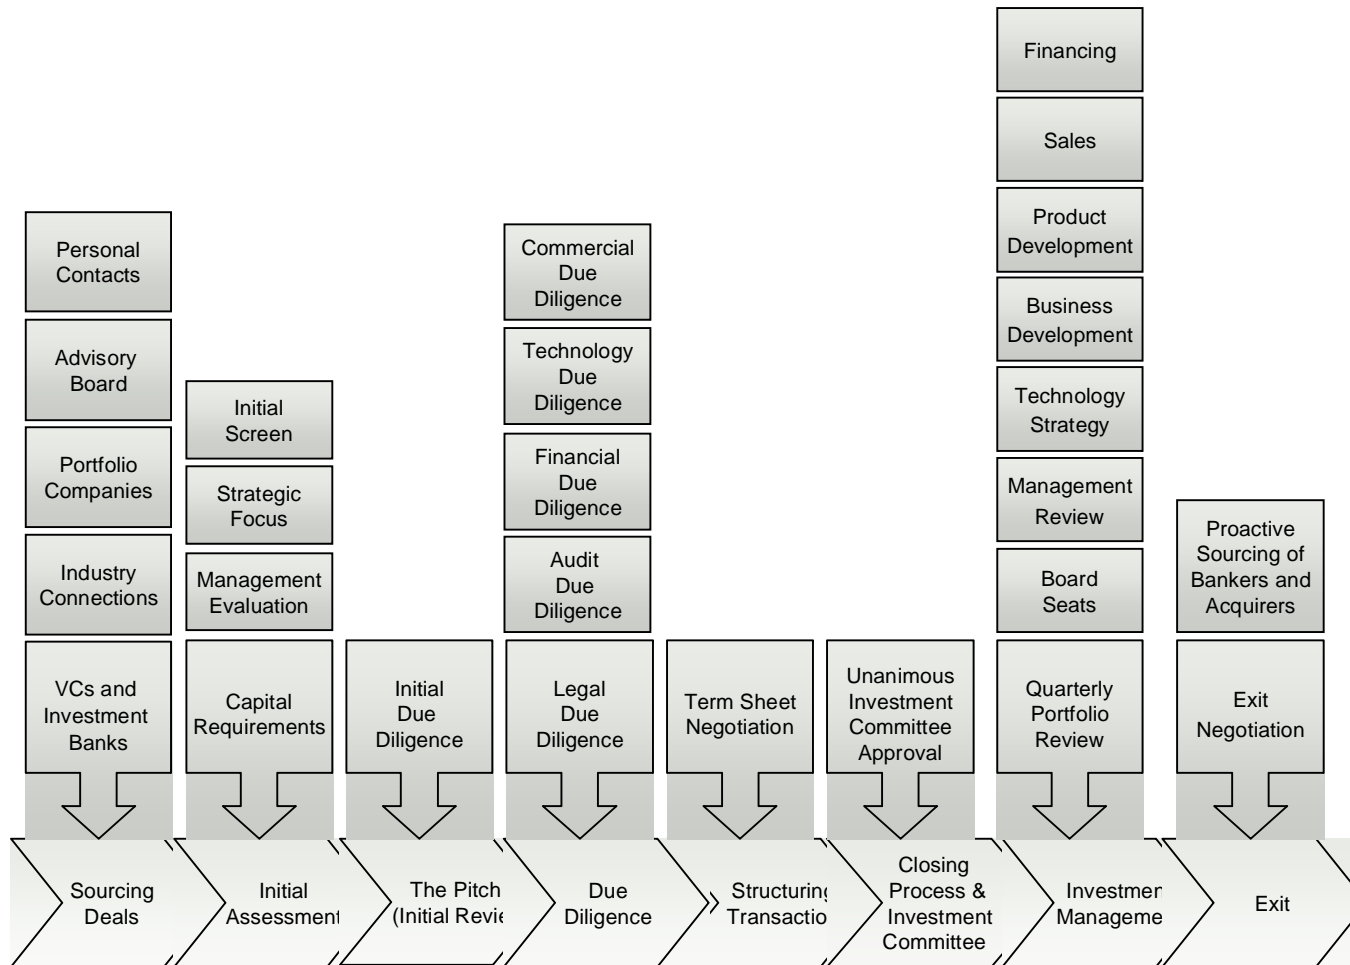 Financing
Sales
Product
Development
Business
Development
Technology
Strategy
Management
Review
Board
Seats
Quarterly
Portfolio
Review
Personal
Contacts
Advisory
Board
Portfolio
Companies
Industry
Connections
VCs and
Investment
Banks
Initial
Screen
Strategic
Focus
Management
Evaluation
Capital
Requirements
Initial
Due
Diligence
Commercial
Due
Diligence
Technology
Due
Diligence
Financial
Due
Diligence
Audit
Due
Diligence
Legal
Due
Diligence
Term Sheet
Negotiation
Unanimous
Investment
Committee
Approval
Proactive
Sourcing of
Bankers and
Acquirers
Exit
Negotiation
Sourcing
Deals
Initial
Assessment
The Pitch
(Initial Revie
Due
Diligence
Structuring
Transactio
Closing
Process &
Investment
Committee
Investmen
Manageme
Exit